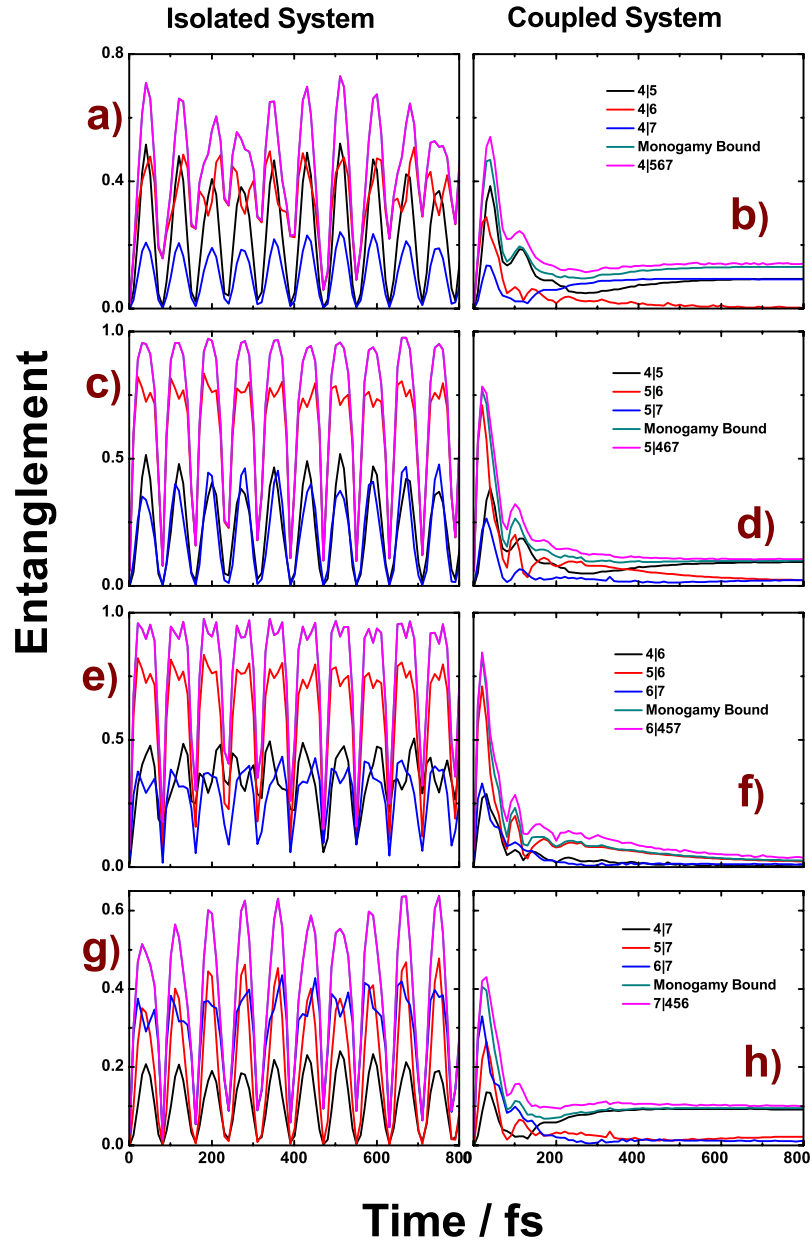 Isolated System Coupled System
Entanglement
0.8
0.4
0.0
a)
4|5
4|6
4|7
Monogamy Bound
4|567
b)
1.0
0.5
0.0
c)
4|5
5|6
5|7
Monogamy Bound
5|467
d)
1.0
0.5
0.0
e)
4|6
5|6
6|7
Monogamy Bound
6|457
f)
0.6
0.4
0.2
0.0
g)
4|7
5|7
6|7
Monogamy Bound
7|456
h)
0 200 400 600 800 0 200 400 600 800
Time / fs